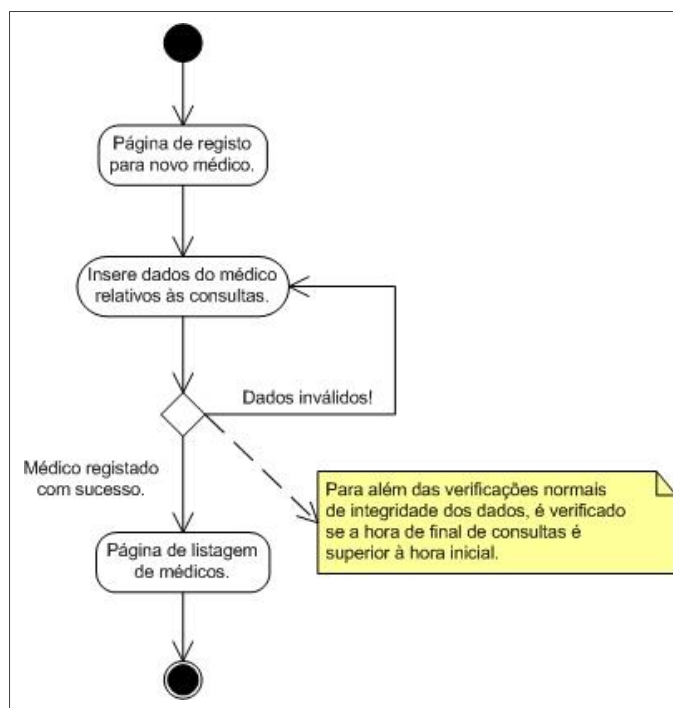 Página de registo
para novo médico.
Insere dados do médico
relativos às consultas.
Dados inválidos!
Médico registado
com sucesso.
Para além das verificações normais
de integridade dos dados, é verificado
se a hora de final de consultas é
superior à hora inicial.
Página de listagem
de médicos.